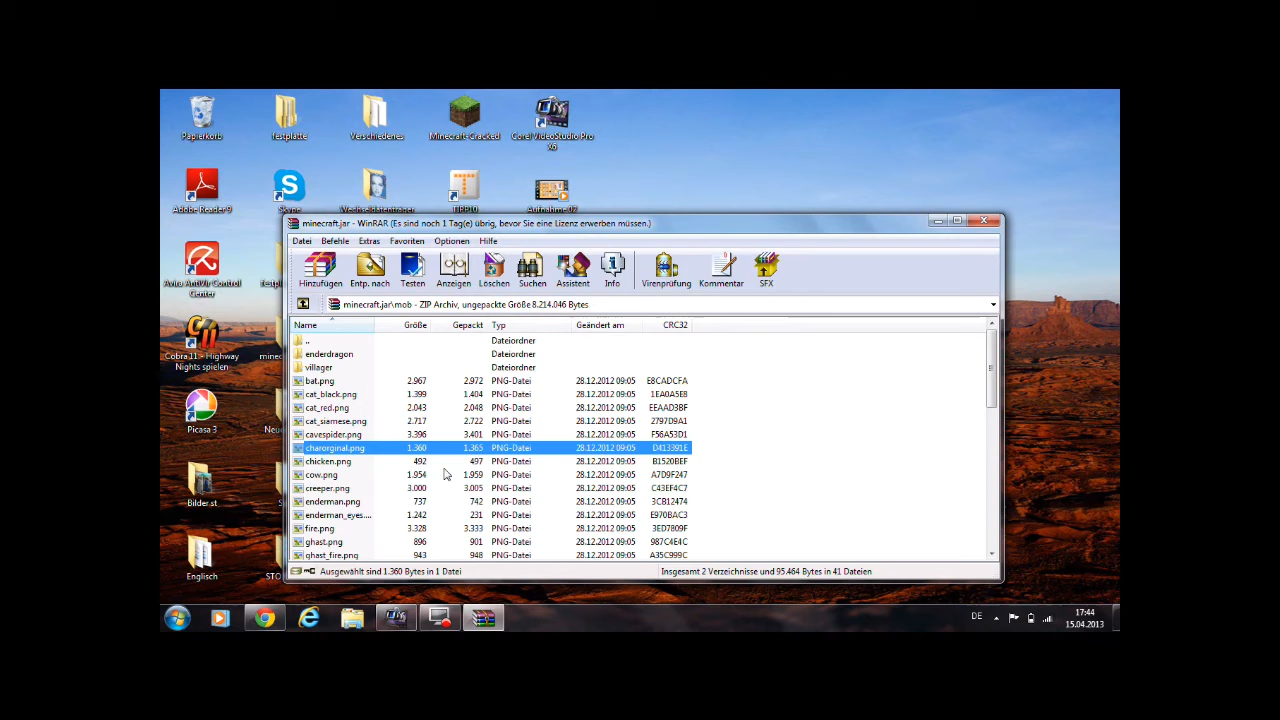 Papierkorb
Festplatte
Verschiedenes
Minecraft-Cracked
Corel VideoStudio Pro X6
Adobe Reader 9
Skype
Wechseldatenträger
TIPP10
Aufnahme 02
minecraft.jar - WinRAR (Es sind noch 1 Tag(e) übrig, bevor Sie eine Lizenz erwerben müssen.)
Datei Befehle Extras Favoriten Optionen Hilfe
Hinzufügen Entp. nach Testen Anzeigen Löschen Suchen Assistent Info Virenprüfung Kommentar SFX
minecraft.jar\mob - ZIP Archiv, ungepackte Größe 8.214.046 Bytes
Name Größe Gepackt Typ Geändert am CRC32
.. Dateiordner
enderdragon Dateiordner
villager Dateiordner
bat.png 2.967 2.972 PNG-Datei 28.12.2012 09:05 E8CADCFA
cat_black.png 1.399 1.404 PNG-Datei 28.12.2012 09:05 1EA0A5E8
cat_red.png 2.043 2.048 PNG-Datei 28.12.2012 09:05 EEAAD3BF
cat_siamese.png 2.717 2.722 PNG-Datei 28.12.2012 09:05 2797D9A1
cavespider.png 3.396 3.401 PNG-Datei 28.12.2012 09:05 F56A53D1
charorginal.png 1.360 1.365 PNG-Datei 28.12.2012 09:05 D413391E
chicken.png 492 497 PNG-Datei 28.12.2012 09:05 B1520BEF
cow.png 1.954 1.959 PNG-Datei 28.12.2012 09:05 A7D9F247
creeper.png 3.000 3.005 PNG-Datei 28.12.2012 09:05 C43EF4C7
enderman.png 737 742 PNG-Datei 28.12.2012 09:05 3CB12474
enderman_eyes.... 1.242 231 PNG-Datei 28.12.2012 09:05 E970BAC3
fire.png 3.328 3.333 PNG-Datei 28.12.2012 09:05 3ED7809F
ghast.png 896 901 PNG-Datei 28.12.2012 09:05 987C4E4C
ghast_fire.png 943 948 PNG-Datei 28.12.2012 09:05 A35C999C
Ausgewählt sind 1.360 Bytes in 1 Datei
Insgesamt 2 Verzeichnisse und 95.464 Bytes in 41 Dateien
Avira AntiVir Control Center
Cobra 11 - Highway Nights spielen
Picasa 3
Bilder.st
Englisch
DE
17:44
15.04.2013